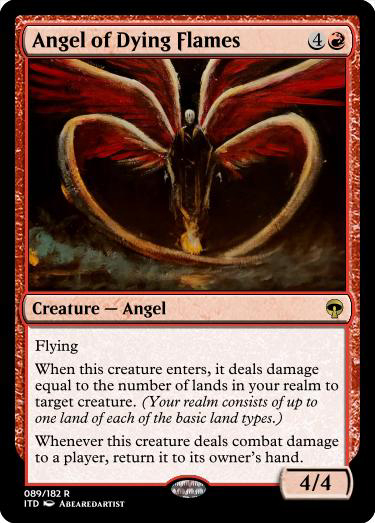 Angel of Dying Flames 4
Creature — Angel
Flying
When this creature enters, it deals damage
equal to the number of lands in your realm to
target creature. (Your realm consists of up to
one land of each of the basic land types.)
Whenever this creature deals combat damage
to a player, return it to its owner's hand.
4/4
089/182 R
ITD ABEAREDARTIST